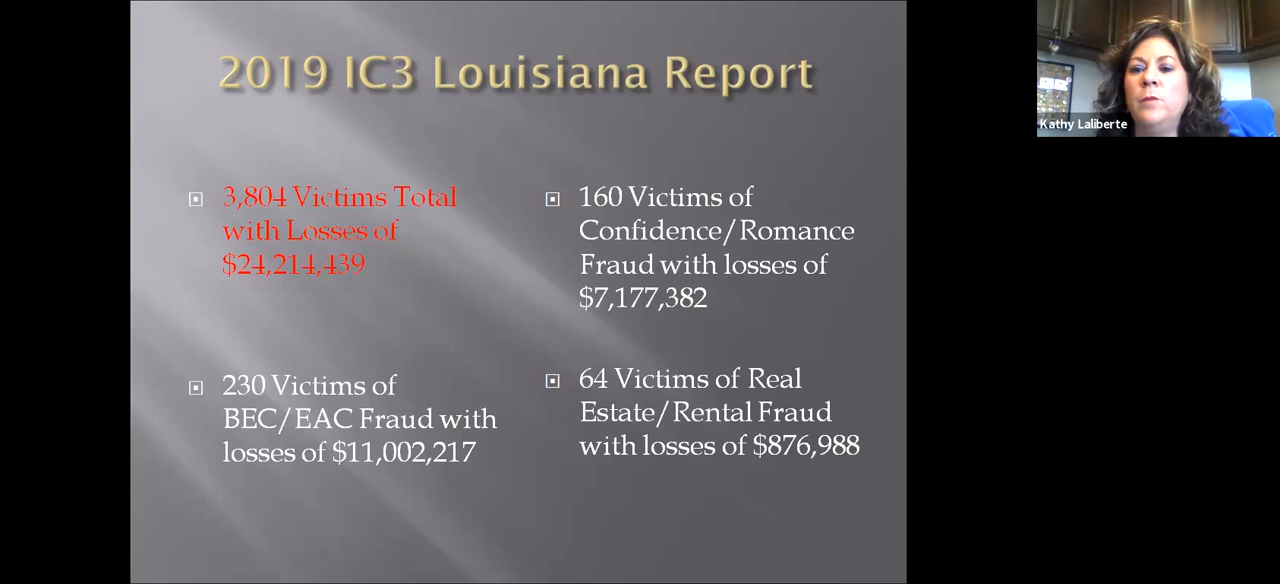 2019 IC3 Louisiana Report
3,804 Victims Total
with Losses of
$24,214,439
230 Victims of
BEC/EAC Fraud with
losses of $11,002,217
160 Victims of
Confidence/Romance
Fraud with losses of
$7,177,382
64 Victims of Real
Estate/Rental Fraud
with losses of $876,988
Kathy Laliberte